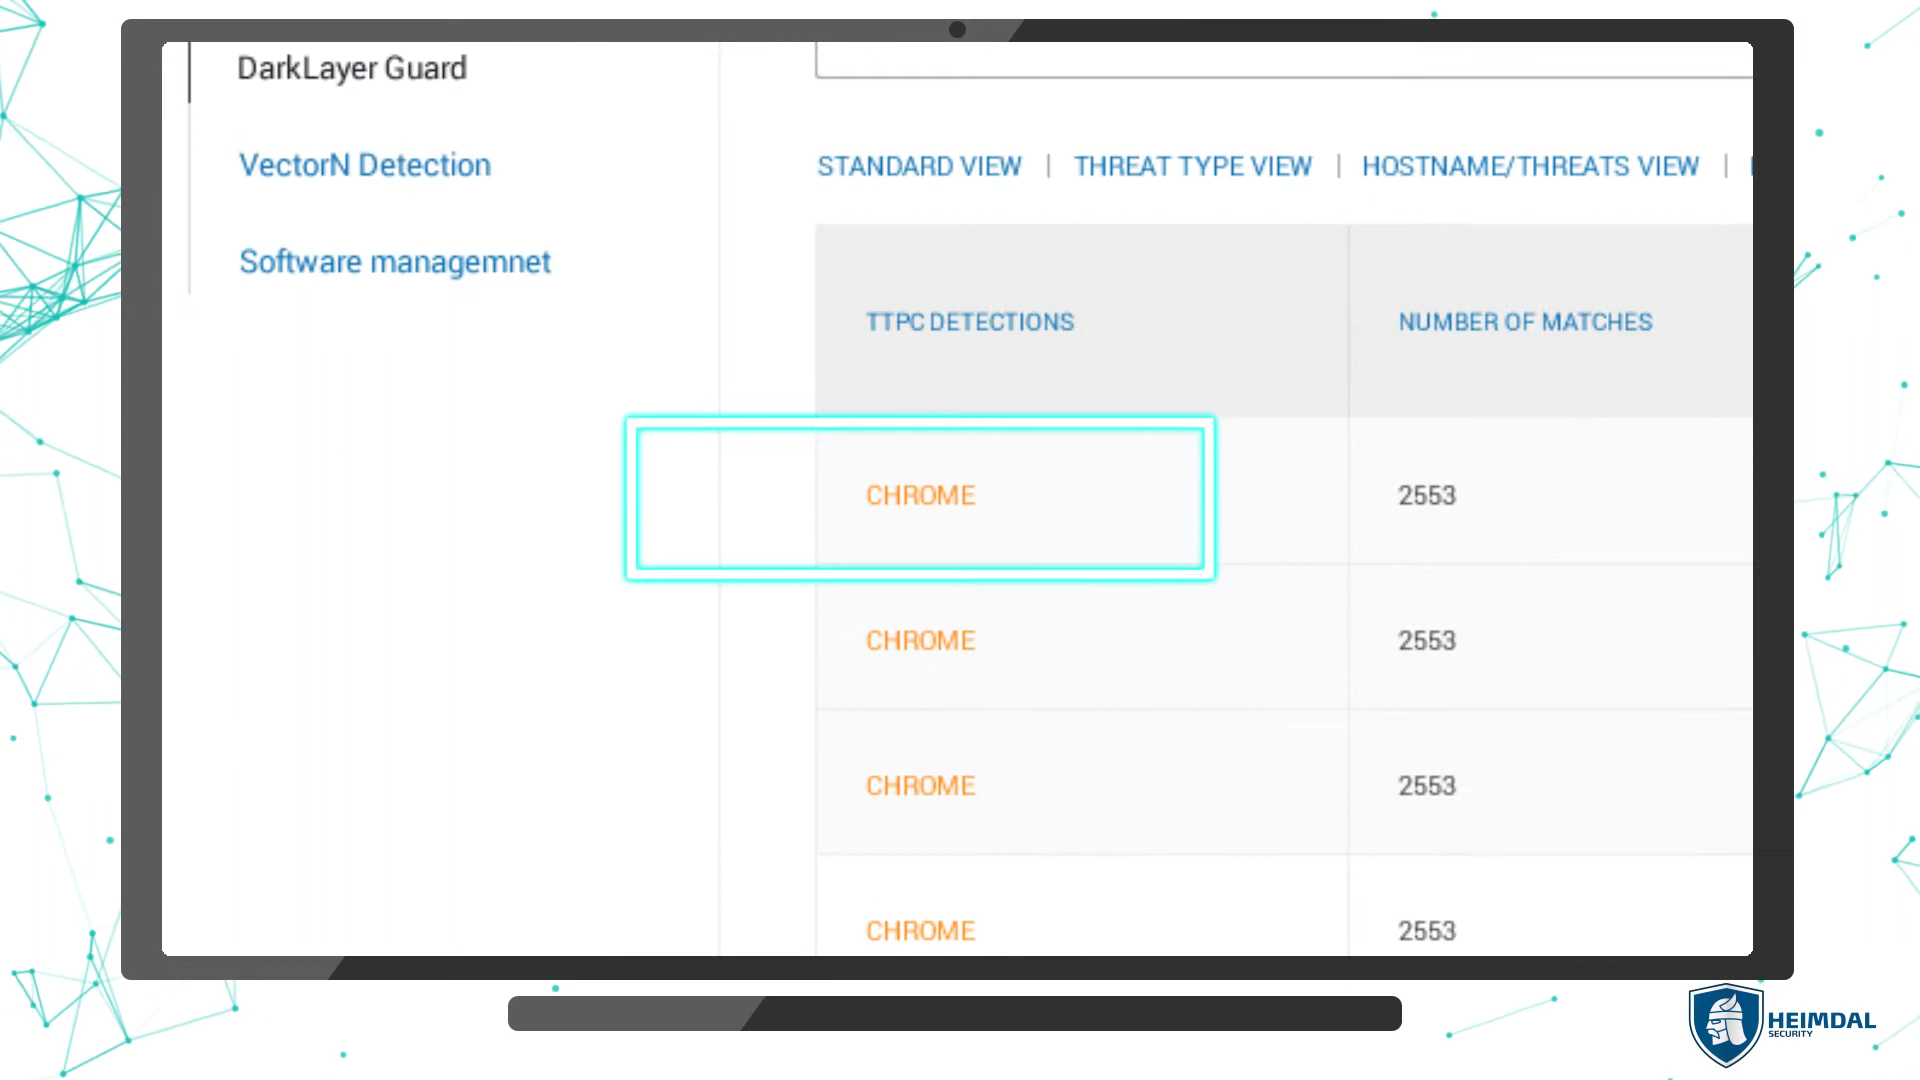 DarkLayer Guard
VectorN Detection
Software managemnet
STANDARD VIEW | THREAT TYPE VIEW | HOSTNAME/THREATS VIEW |
TTPC DETECTIONS NUMBER OF MATCHES
CHROME 2553
CHROME 2553
CHROME 2553
CHROME 2553
HEIMDAL
SECURITY